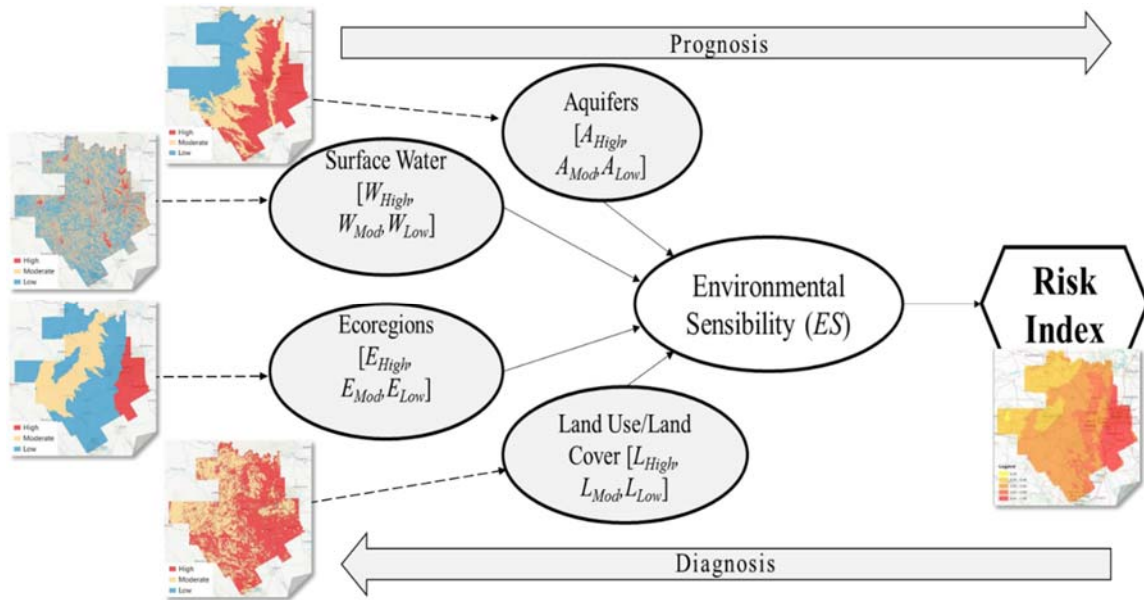 Prognosis
High
Moderate
Low
Aquifers
[A_High,
A_Mod,A_Low]
High
Moderate
Low
Surface Water
[W_High,
W_Mod,W_Low]
Environmental
Sensibility (ES)
Risk
Index
High
Moderate
Low
Ecoregions
[E_High,
E_Mod,E_Low]
Land Use/Land
Cover [L_High,
L_Mod,L_Low]
High
Moderate
Low
Legend
Diagnosis